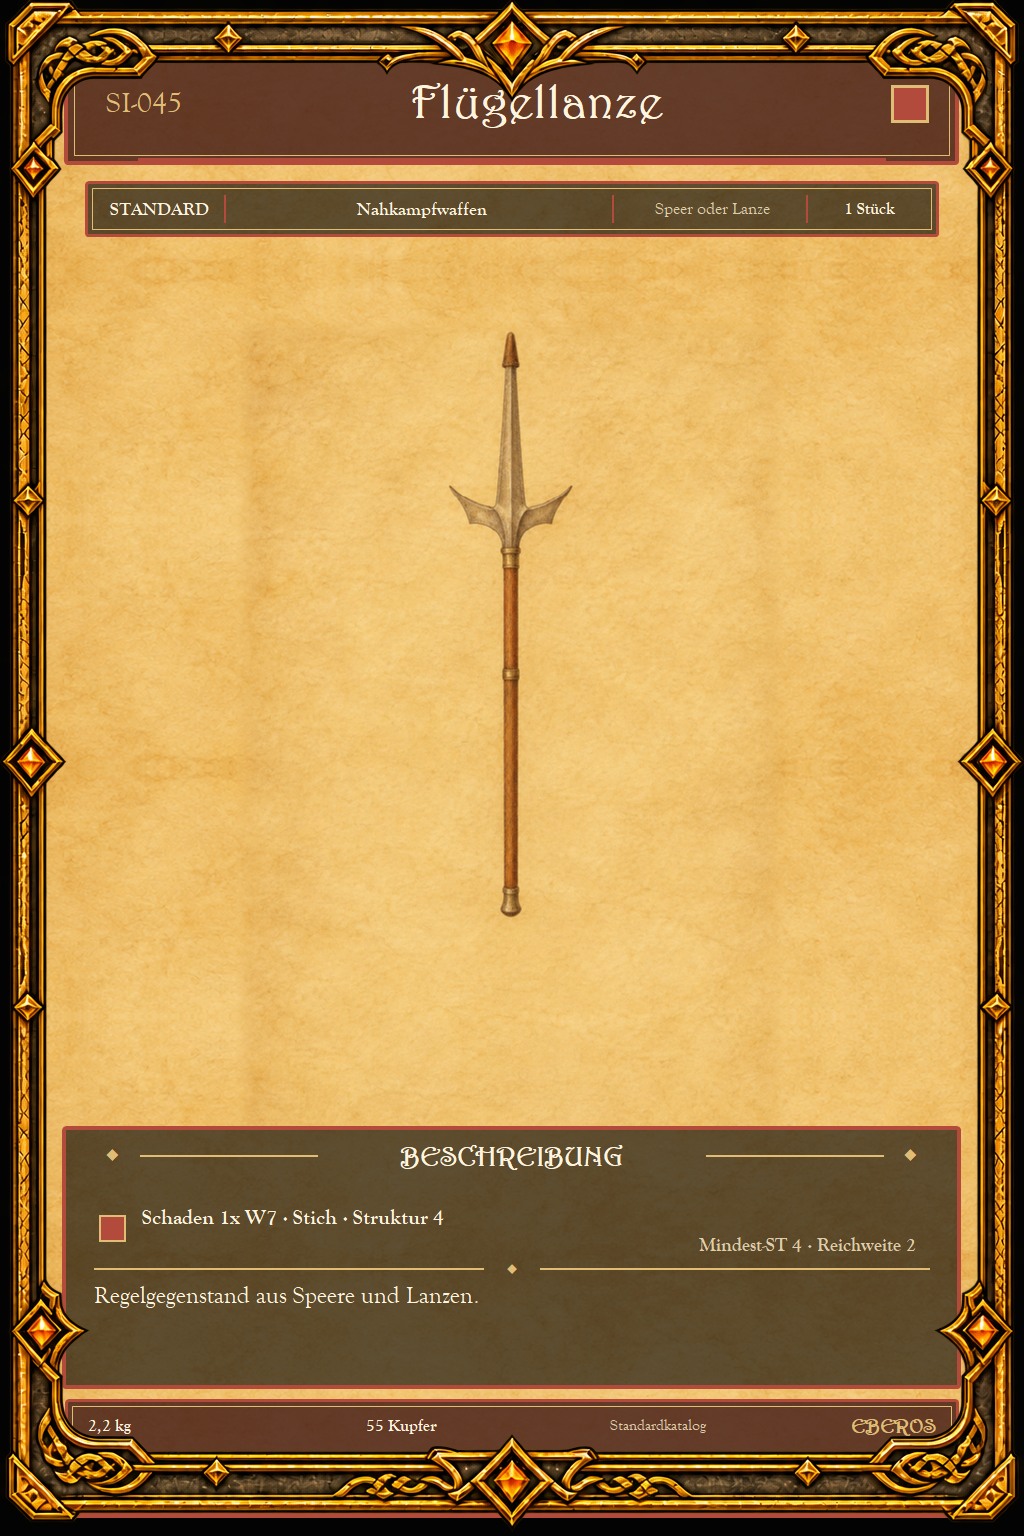 SI-045
Flügellanze
STANDARD
Nahkampfwaffen
Speer oder Lanze
1 Stück
BESCHREIBUNG
Schaden 1x W7 · Stich · Struktur 4
Mindest-ST 4 · Reichweite 2
Regelgegenstand aus Speere und Lanzen.
2,2 kg
55 Kupfer
Standardkatalog
EBEROS